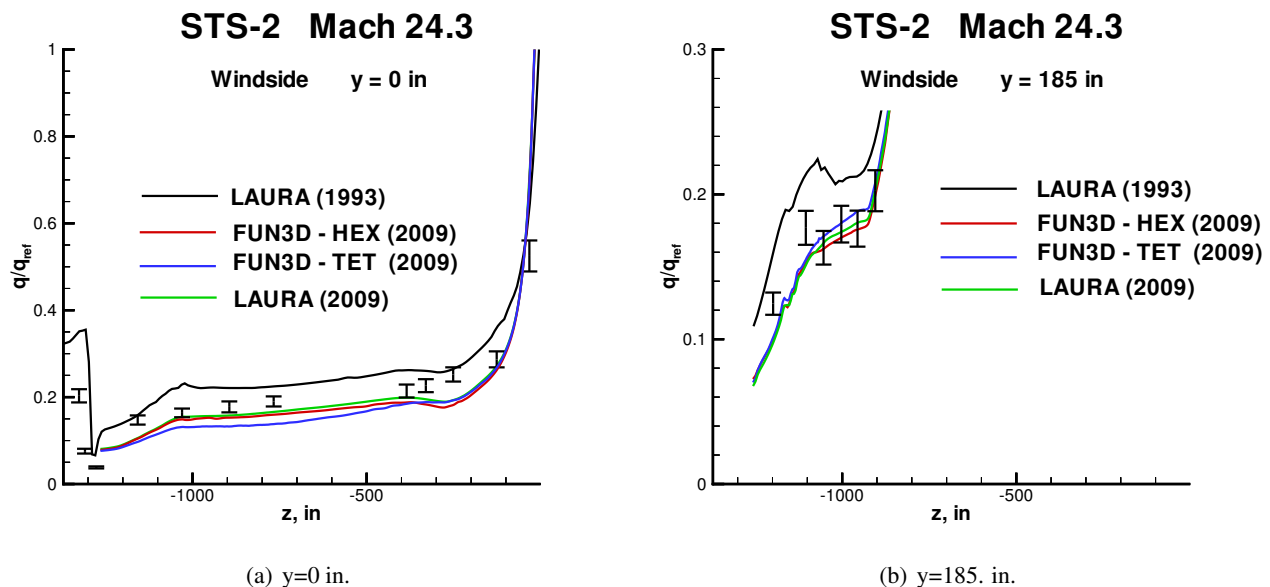 STS-2 Mach 24.3
Windside y = 0 in
1
0.8
0.6
0.4
0.2
0
q/q_ref
LAURA (1993)
FUN3D - HEX (2009)
FUN3D - TET (2009)
LAURA (2009)
-1000 -500
z, in
(a) y=0 in.
STS-2 Mach 24.3
Windside y = 185 in
0.3
0.2
0.1
0
q/q_ref
LAURA (1993)
FUN3D - HEX (2009)
FUN3D - TET (2009)
LAURA (2009)
-1000 -500
z, in
(b) y=185. in.